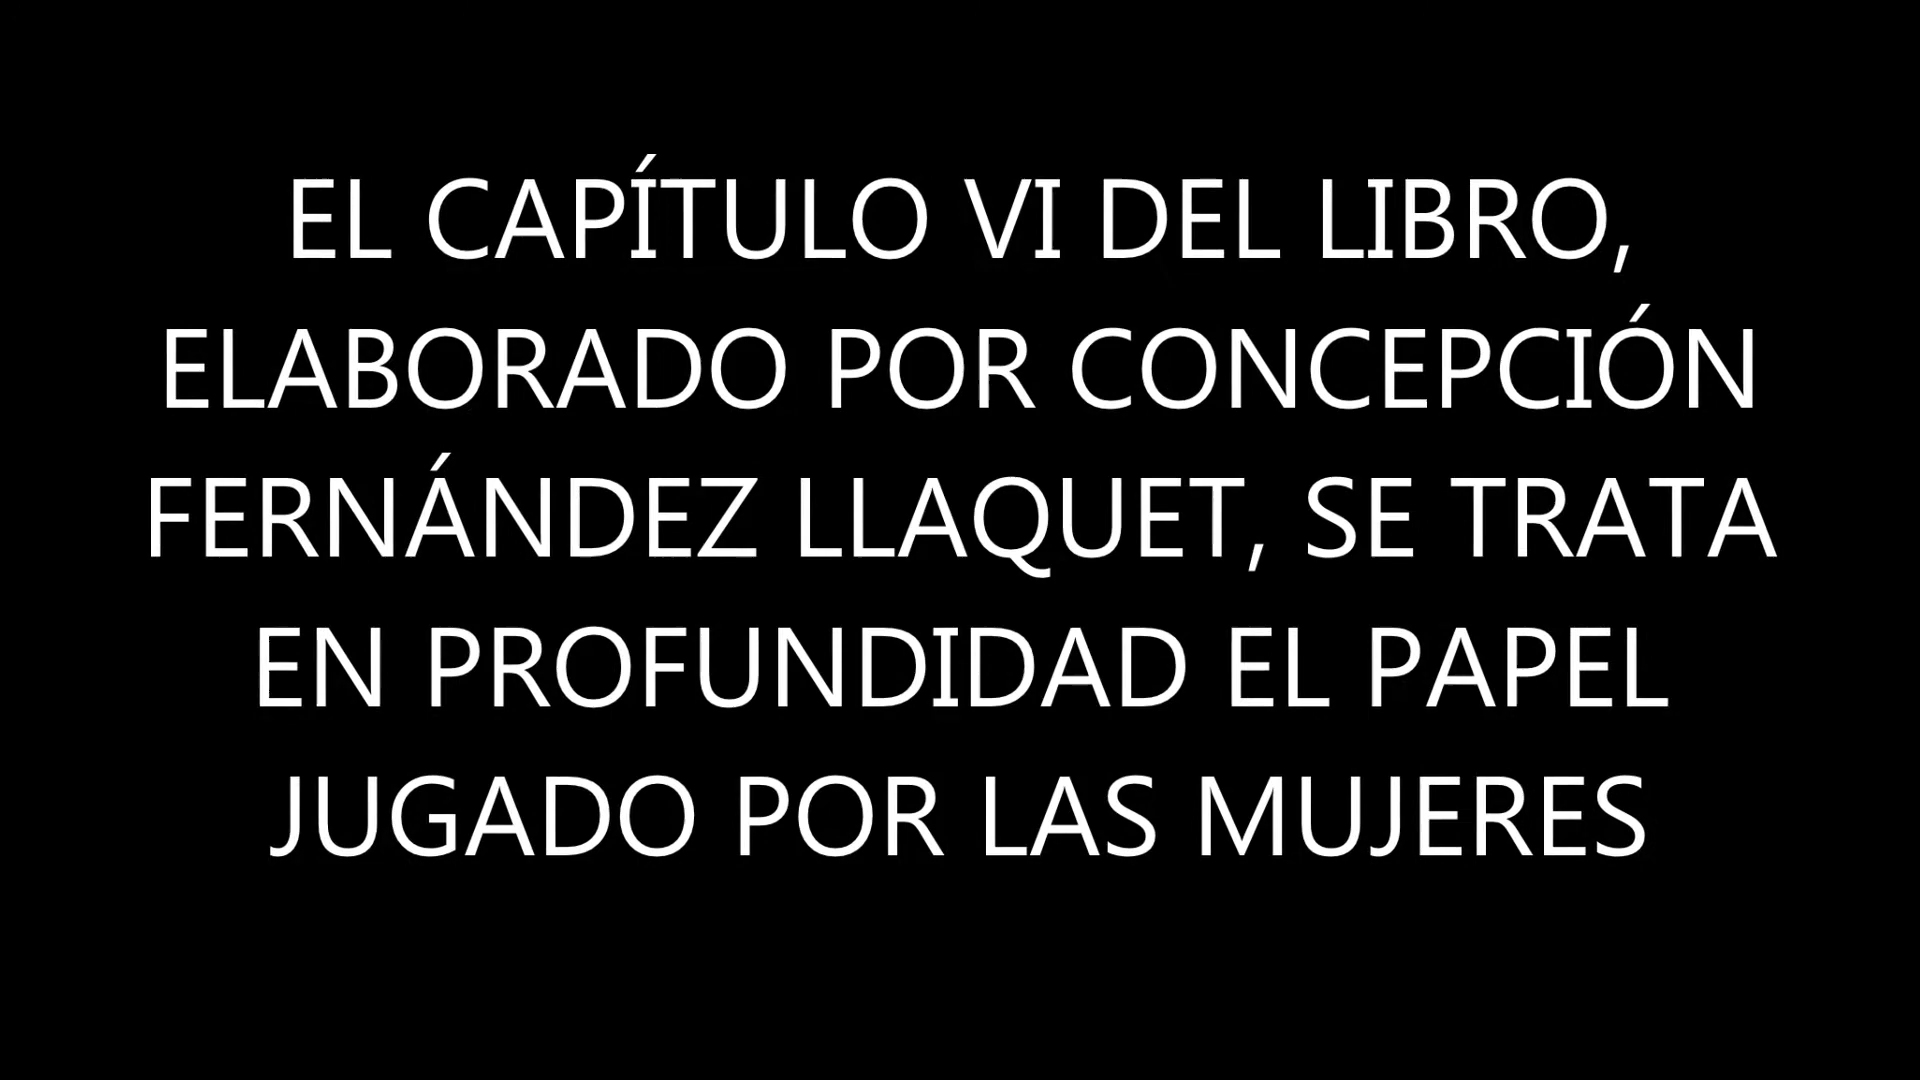 EL CAPÍTULO VI DEL LIBRO,
ELABORADO POR CONCEPCIÓN
FERNÁNDEZ LLAQUET, SE TRATA
EN PROFUNDIDAD EL PAPEL
JUGADO POR LAS MUJERES